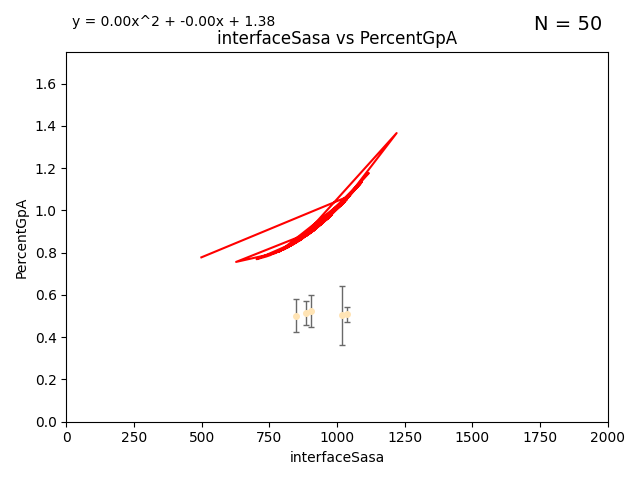 y = 0.00x^2 + -0.00x + 1.38
N = 50
interfaceSasa vs PercentGpA
PercentGpA
1.6
1.4
1.2
1.0
0.8
0.6
0.4
0.2
0.0
0 250 500 750 1000 1250 1500 1750 2000
interfaceSasa